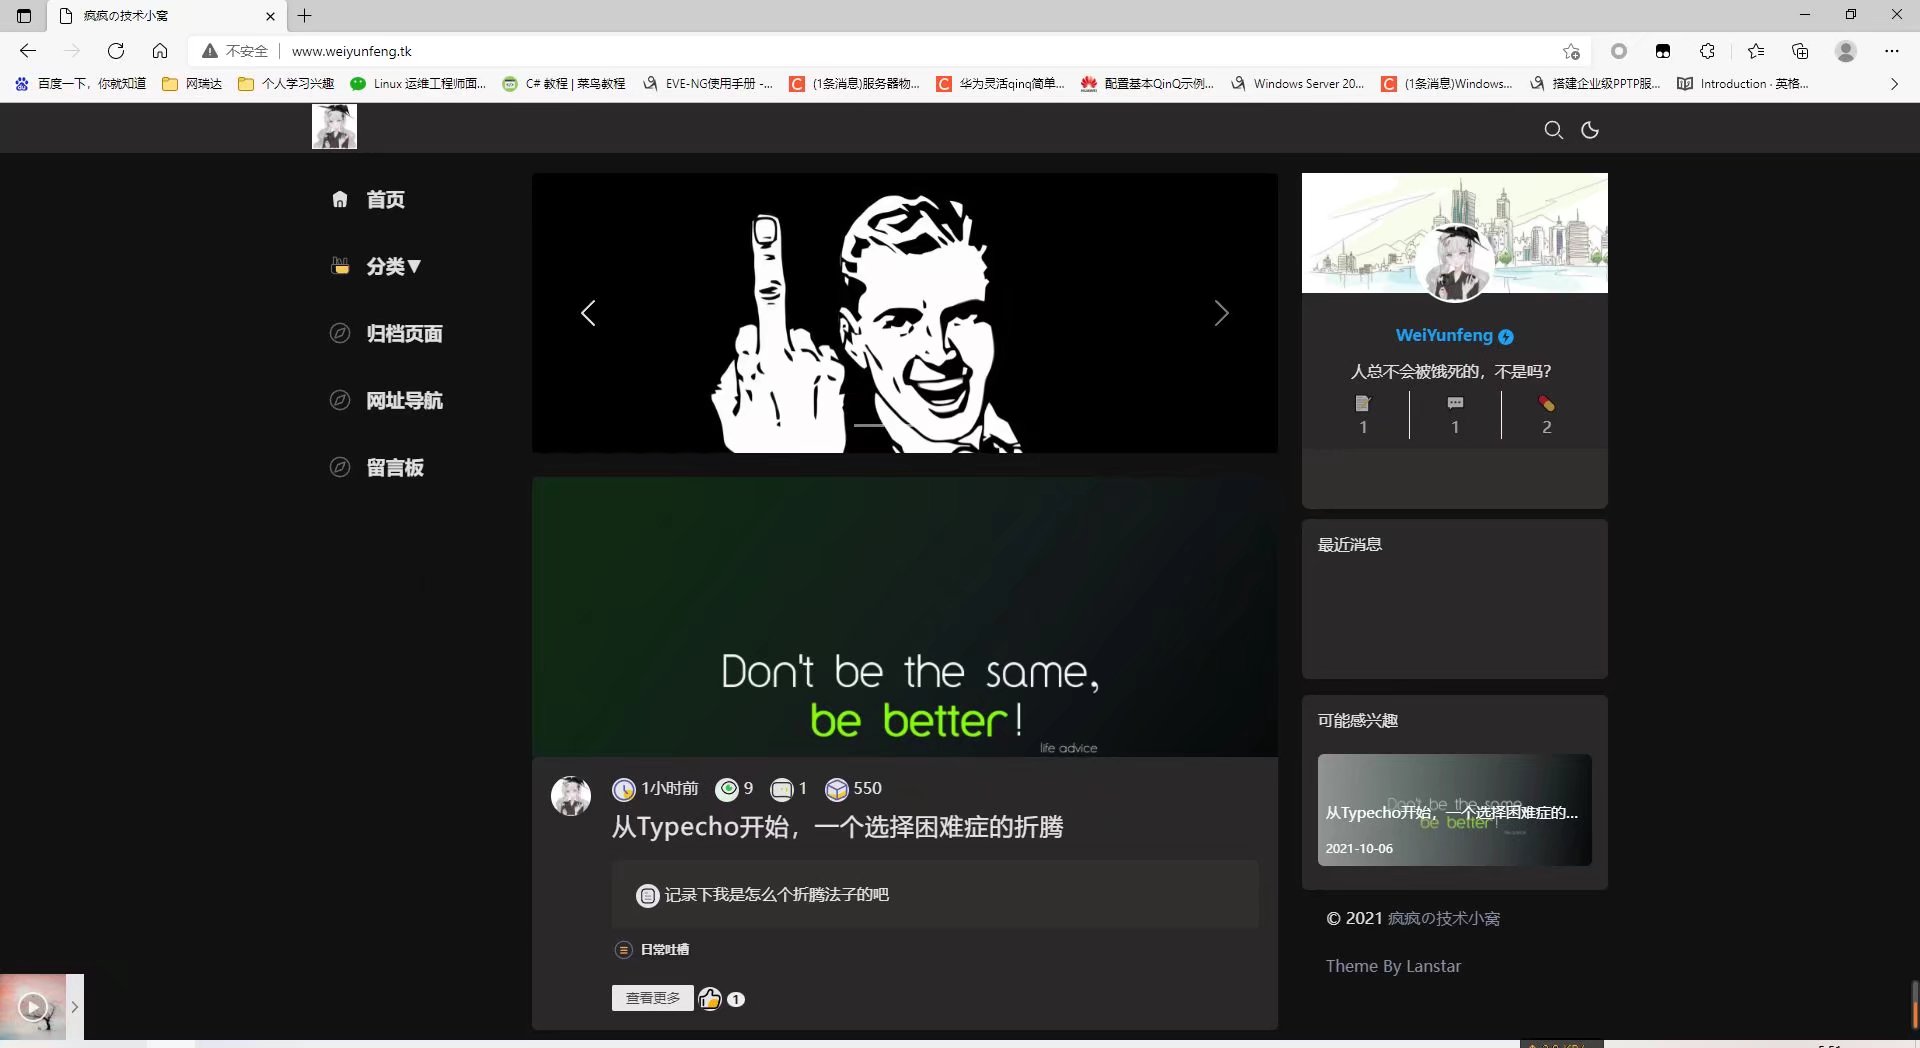 疯疯の技术小窝
不安全 www.weiyunfeng.tk
百度一下，你就知道 网瑞达 个人学习兴趣 Linux 运维工程师面... C# 教程 | 菜鸟教程 EVE-NG使用手册 -... (1条消息)服务器物... 华为灵活qinq简单... 配置基本QinQ示例... Windows Server 20... (1条消息)Windows... 搭建企业级PPTP服... Introduction · 英格...
首页
分类▼
归档页面
网址导航
留言板
Don't be the same,
be better!
life advice
1小时前 9 1 550
从Typecho开始，一个选择困难症的折腾
记录下我是怎么个折腾法子的吧
日常吐槽
查看更多 1
WeiYunfeng
人总不会被饿死的，不是吗？
1 1 2
最近消息
可能感兴趣
Don't be the same,
be better!
从Typecho开始，一个选择困难症的...
2021-10-06
© 2021 疯疯の技术小窝
Theme By Lanstar